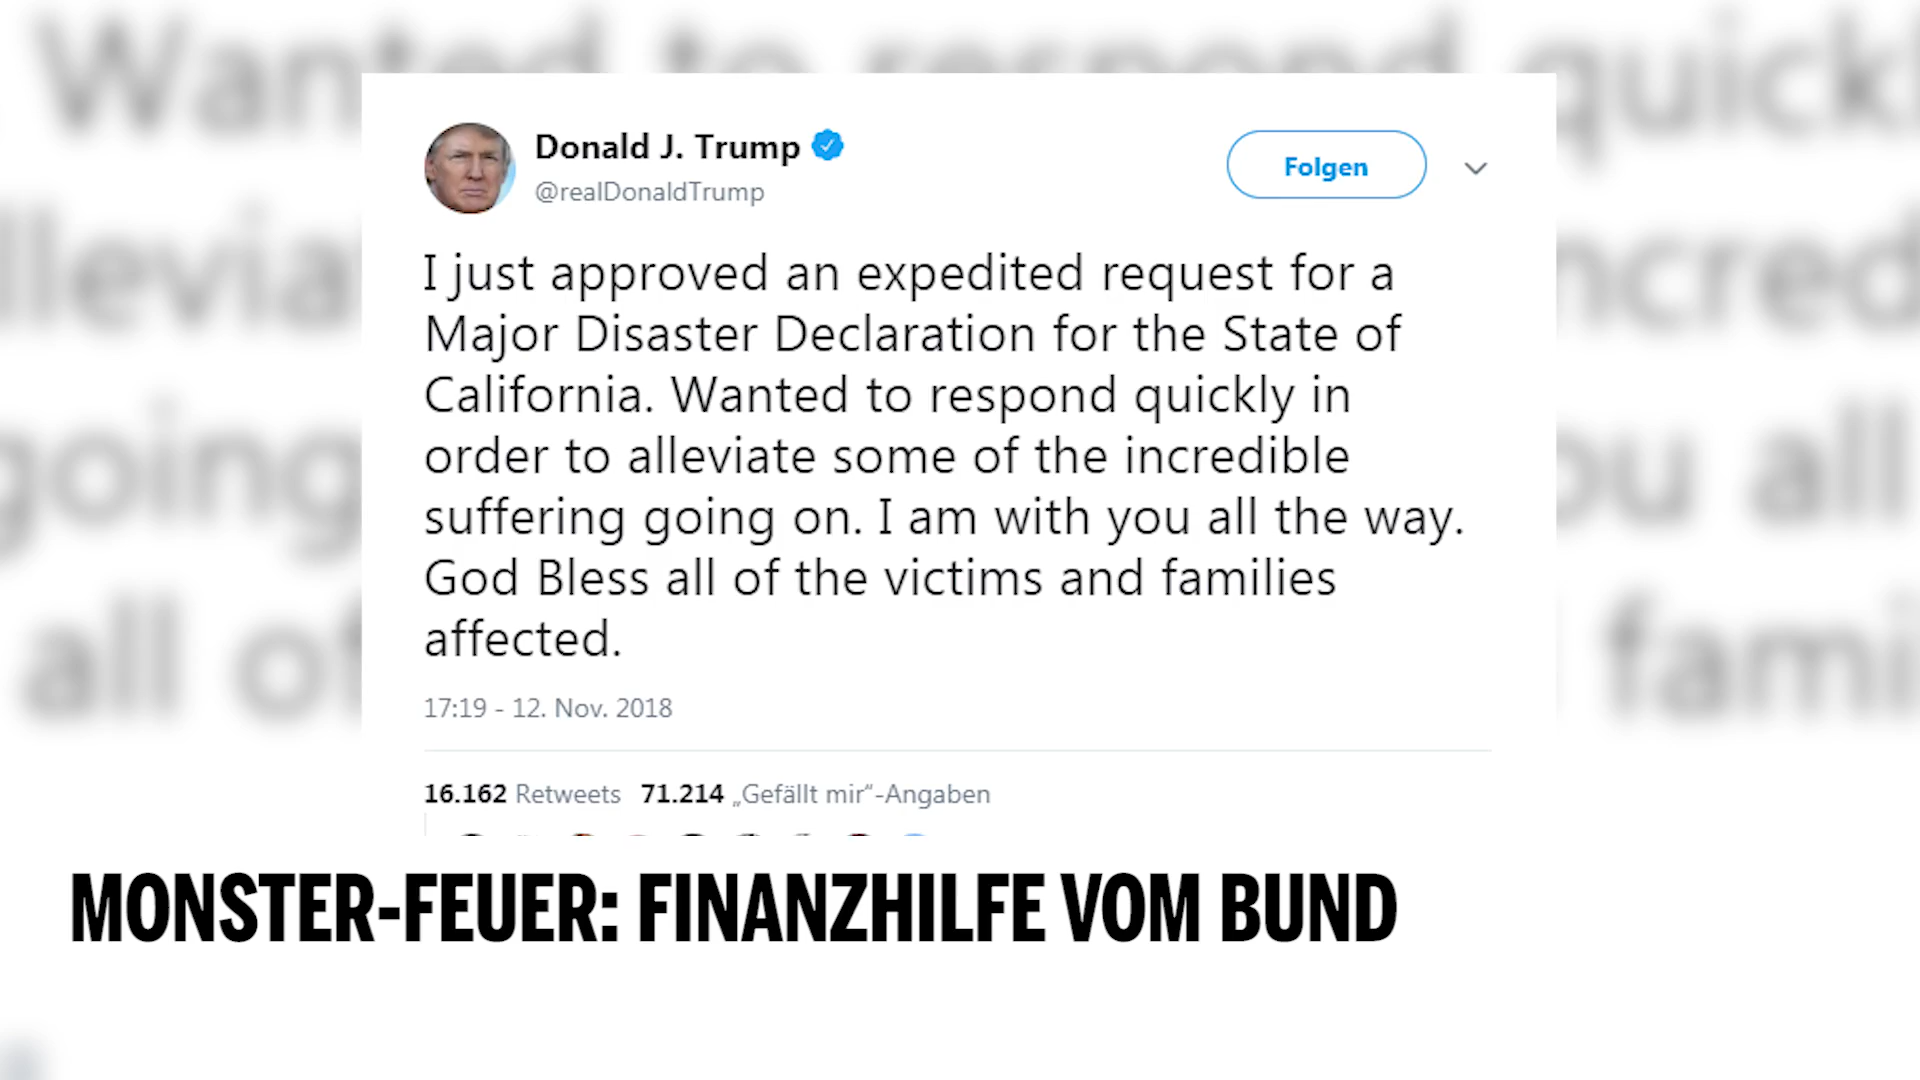 Donald J. Trump
@realDonaldTrump
Folgen
I just approved an expedited request for a
Major Disaster Declaration for the State of
California. Wanted to respond quickly in
order to alleviate some of the incredible
suffering going on. I am with you all the way.
God Bless all of the victims and families
affected.
17:19 - 12. Nov. 2018
16.162 Retweets 71.214 „Gefällt mir“-Angaben
MONSTER-FEUER: FINANZHILFE VOM BUND